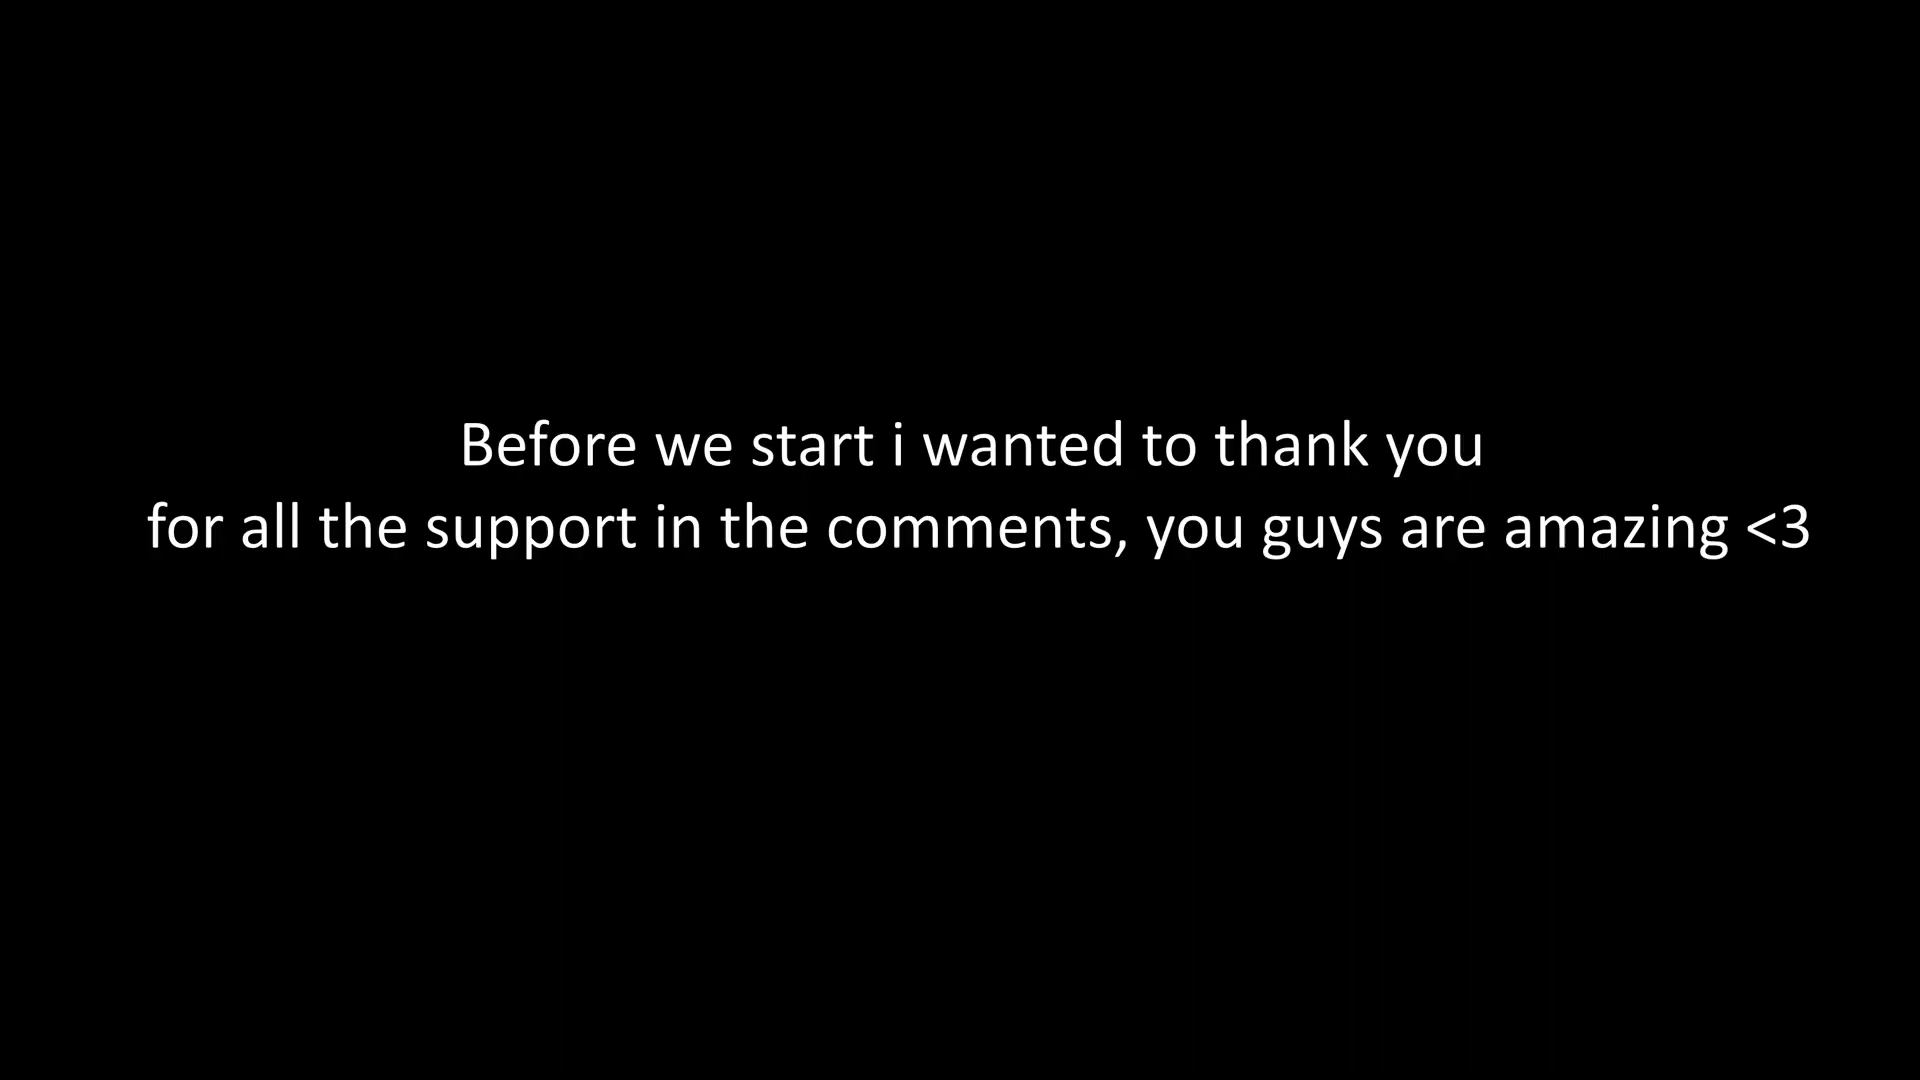 Before we start i wanted to thank you
for all the support in the comments, you guys are amazing <3